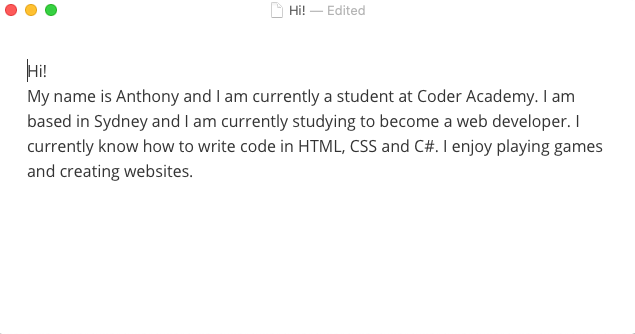 Hi! — Edited
Hi!
My name is Anthony and I am currently a student at Coder Academy. I am
based in Sydney and I am currently studying to become a web developer. I
currently know how to write code in HTML, CSS and C#. I enjoy playing games
and creating websites.